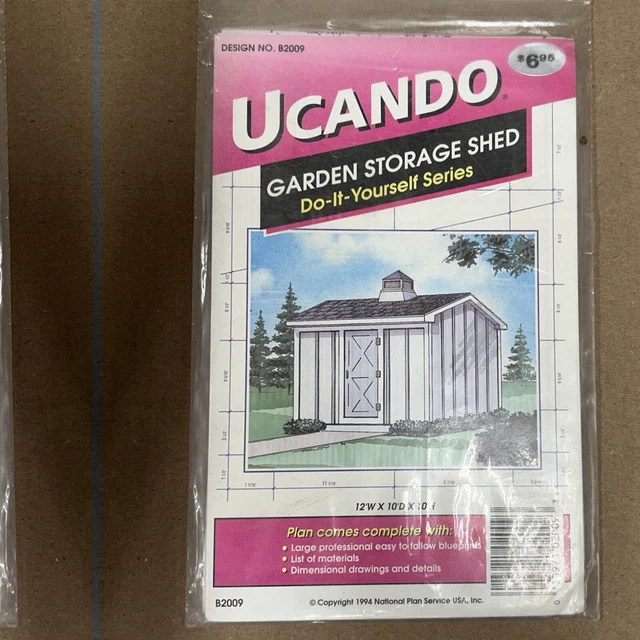 DESIGN NO. B2009
$6.95
UCANDO®
GARDEN STORAGE SHED
Do-It-Yourself Series
12'W X 10'D X 10'H
Plan comes complete with:
• Large professional easy to follow blueprints
• List of materials
• Dimensional drawings and details
B2009
© Copyright 1994 National Plan Service USA, Inc.